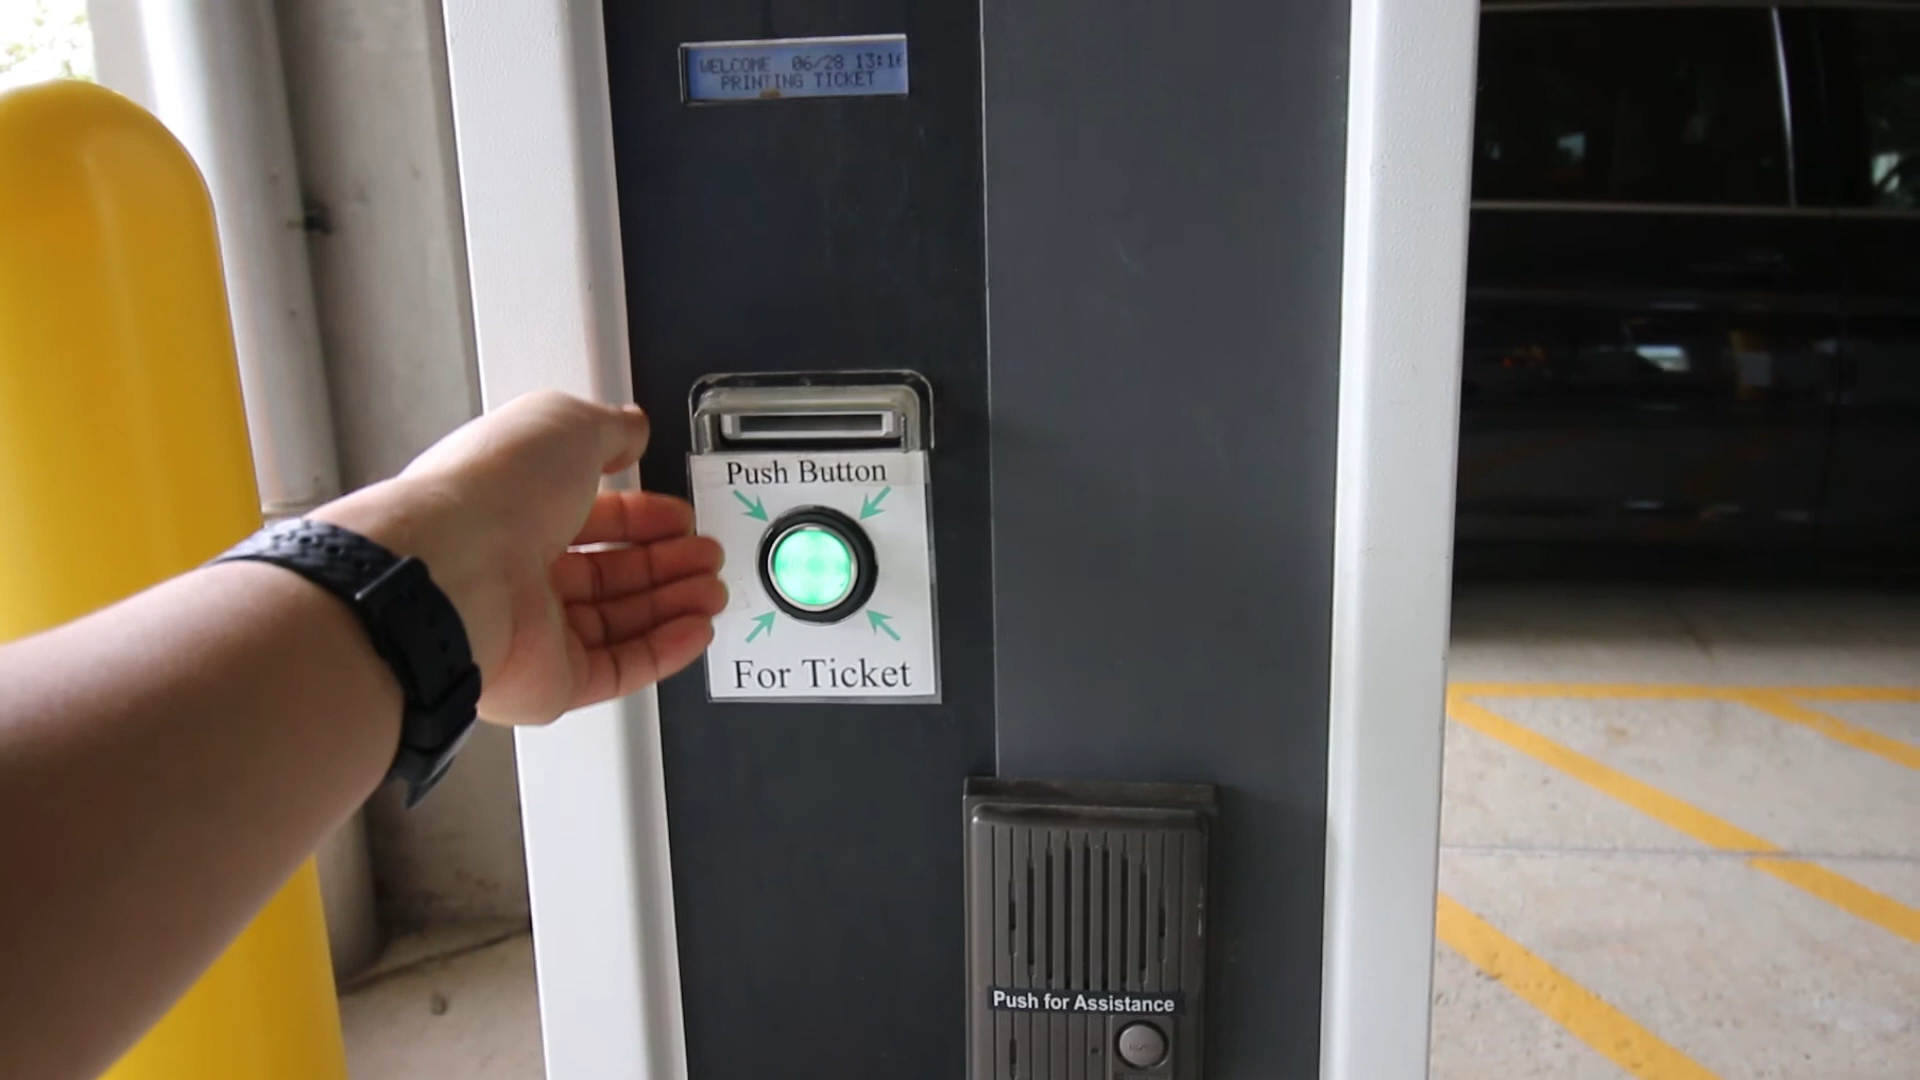 WELCOME 06/28 13:16
PRINTING TICKET
Push Button
For Ticket
Push for Assistance